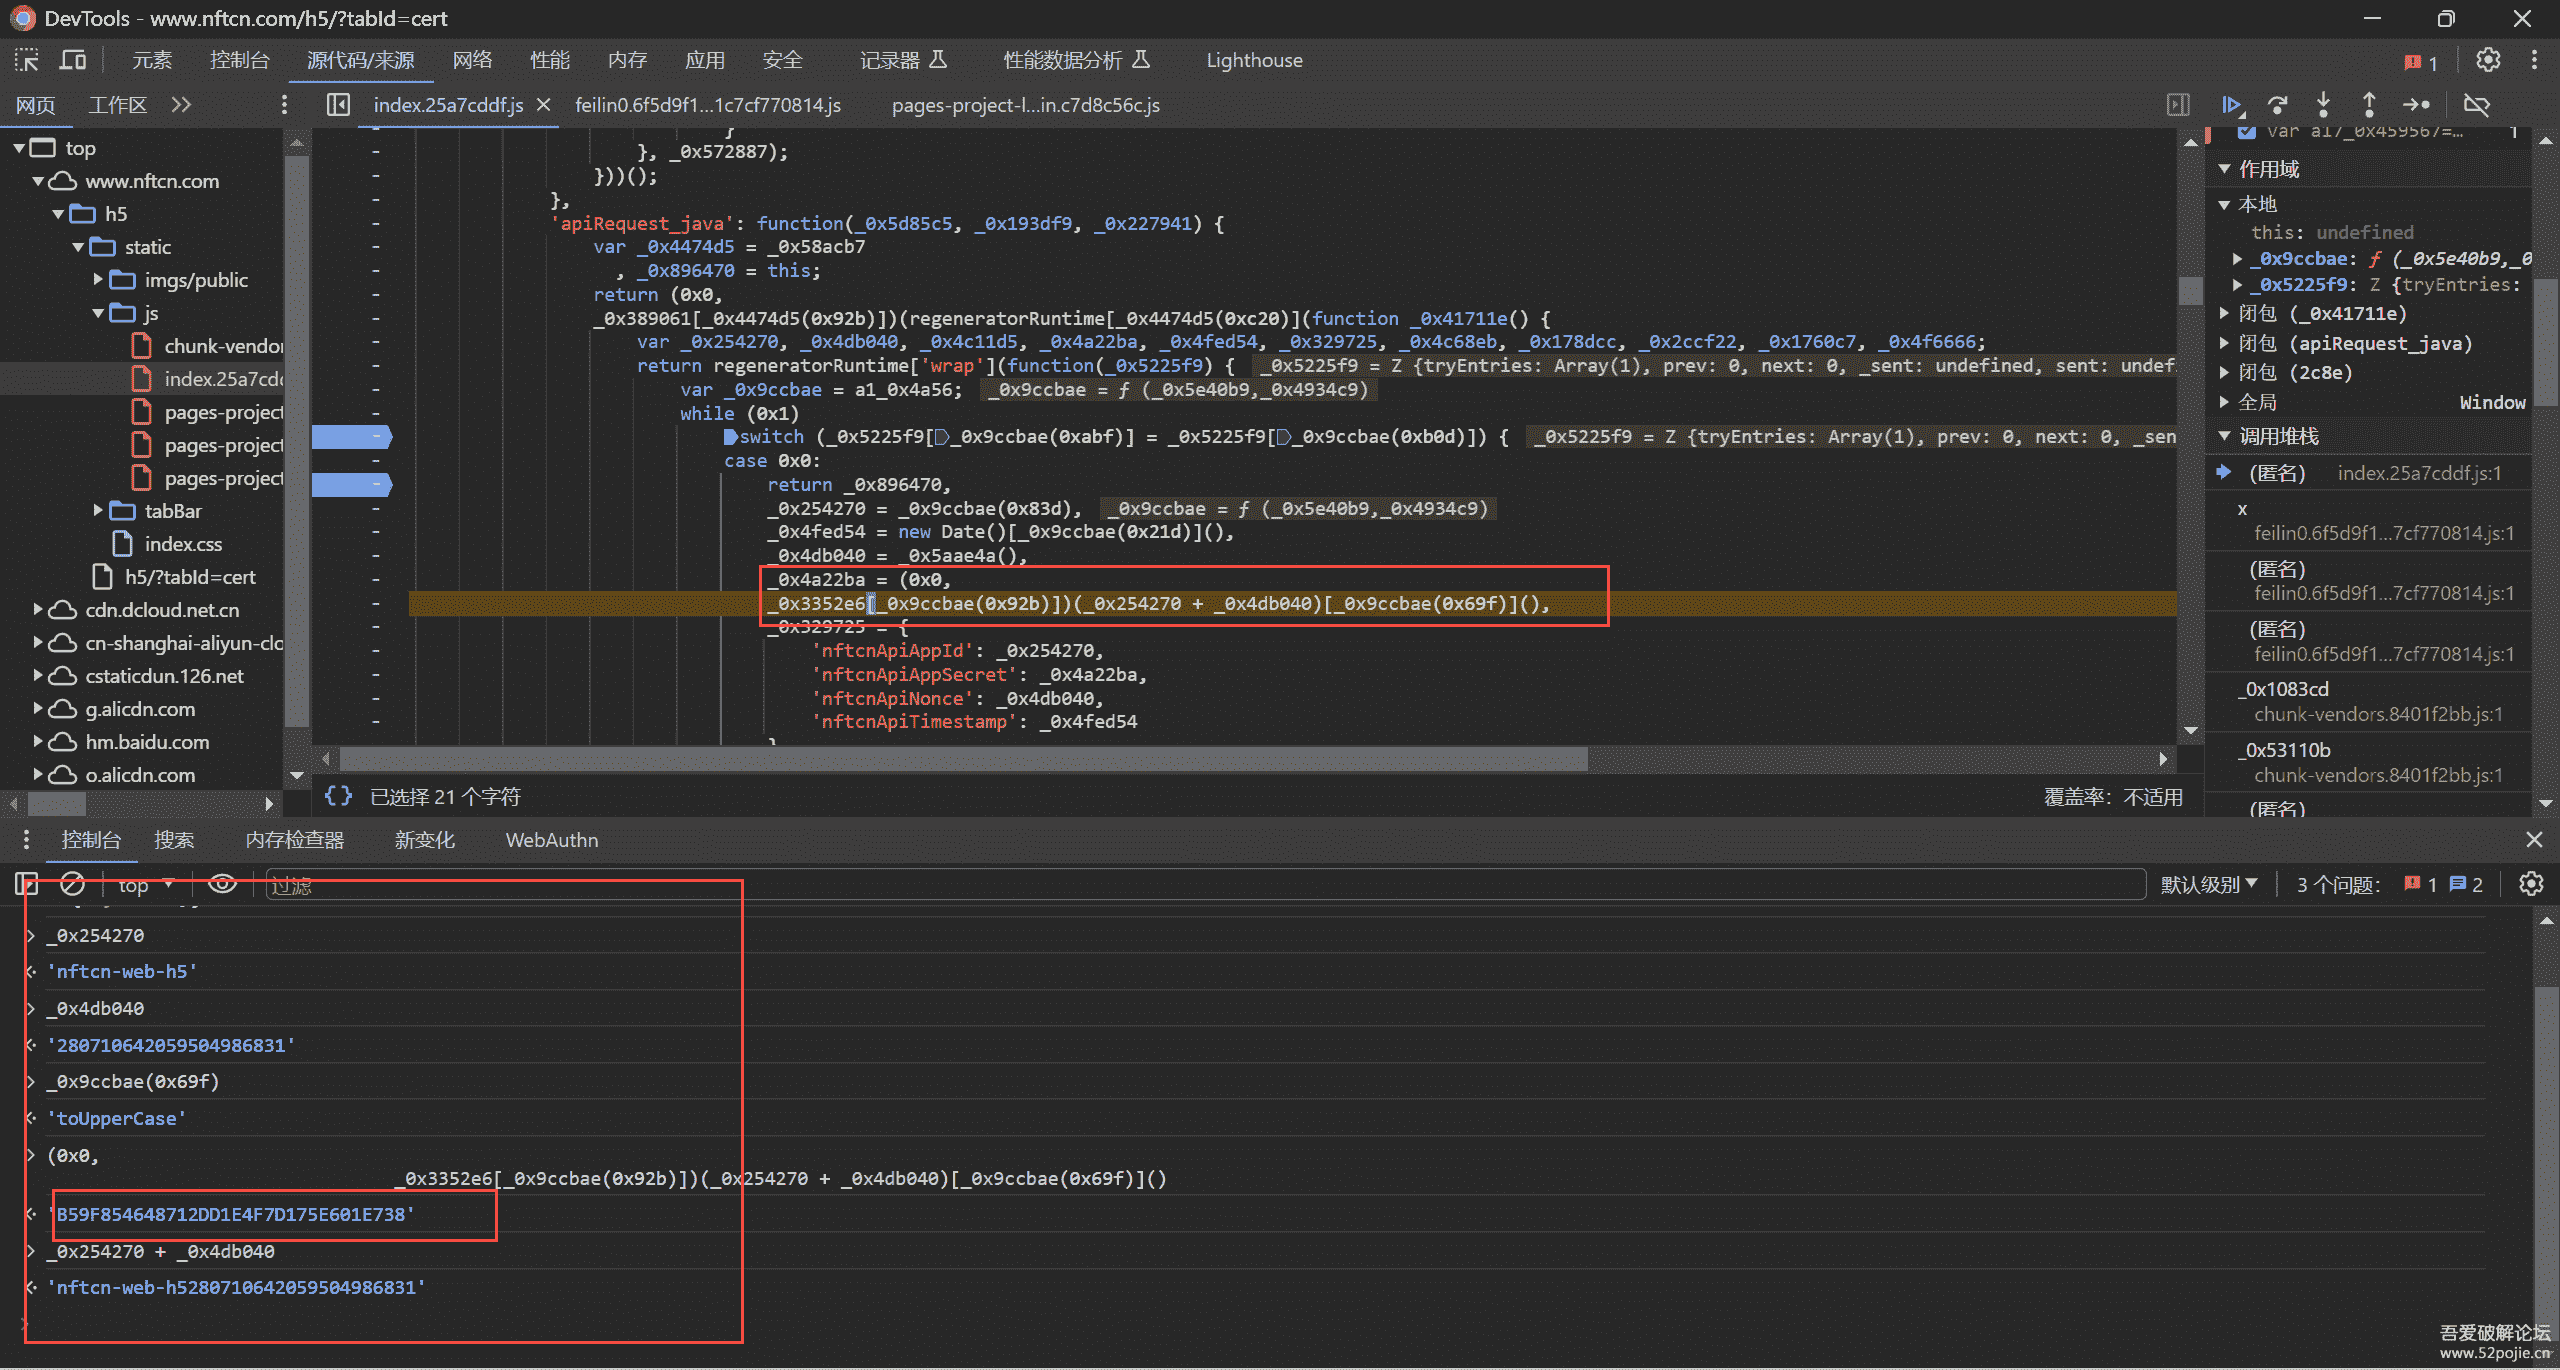 DevTools - www.nftcn.com/h5/?tabId=cert
元素 控制台 源代码/来源 网络 性能 内存 应用 安全 记录器 性能数据分析 Lighthouse 1
网页 工作区 index.25a7cddf.js feilin0.6f5d9f1...1c7cf770814.js pages-project-l...in.c7d8c56c.js
top
www.nftcn.com
h5
static
imgs/public
js
chunk-vendor
index.25a7cdd
pages-project
pages-project
pages-project
tabBar
index.css
h5/?tabId=cert
cdn.dcloud.net.cn
cn-shanghai-aliyun-clo
cstaticdun.126.net
g.alicdn.com
hm.baidu.com
o.alicdn.com
}
}, _0x572887);
}))();
},
'apiRequest_java': function(_0x5d85c5, _0x193df9, _0x227941) {
var _0x4474d5 = _0x58acb7
, _0x896470 = this;
return (0x0,
_0x389061[_0x4474d5(0x92b)])(regeneratorRuntime[_0x4474d5(0xc20)](function _0x41711e() {
var _0x254270, _0x4db040, _0x4c11d5, _0x4a22ba, _0x4fed54, _0x329725, _0x4c68eb, _0x178dcc, _0x2ccf22, _0x1760c7, _0x4f6666;
return regeneratorRuntime['wrap'](function(_0x5225f9) { _0x5225f9 = Z {tryEntries: Array(1), prev: 0, next: 0, _sent: undefined, sent: undef
var _0x9ccbae = a1_0x4a56; _0x9ccbae = ƒ (_0x5e40b9,_0x4934c9)
while (0x1)
switch (_0x5225f9[_0x9ccbae(0xabf)] = _0x5225f9[_0x9ccbae(0xb0d)]) { _0x5225f9 = Z {tryEntries: Array(1), prev: 0, next: 0, _sen
case 0x0:
return _0x896470,
_0x254270 = _0x9ccbae(0x83d), _0x9ccbae = ƒ (_0x5e40b9,_0x4934c9)
_0x4fed54 = new Date()[_0x9ccbae(0x21d)](),
_0x4db040 = _0x5aae4a(),
_0x4a22ba = (0x0,
_0x3352e6[_0x9ccbae(0x92b)])(_0x254270 + _0x4db040)[_0x9ccbae(0x69f)](),
_0x329725 = {
'nftcnApiAppId': _0x254270,
'nftcnApiAppSecret': _0x4a22ba,
'nftcnApiNonce': _0x4db040,
'nftcnApiTimestamp': _0x4fed54
{} 已选择 21 个字符 覆盖率: 不适用
var a17_0x459567=... 1
作用域
本地
this: undefined
_0x9ccbae: ƒ (_0x5e40b9,_0
_0x5225f9: Z {tryEntries:
闭包 (_0x41711e)
闭包 (apiRequest_java)
闭包 (2c8e)
全局 Window
调用堆栈
(匿名) index.25a7cddf.js:1
x
feilin0.6f5d9f1...7cf770814.js:1
(匿名)
feilin0.6f5d9f1...7cf770814.js:1
(匿名)
feilin0.6f5d9f1...7cf770814.js:1
_0x1083cd
chunk-vendors.8401f2bb.js:1
_0x53110b
chunk-vendors.8401f2bb.js:1
(匿名)
控制台 搜索 内存检查器 新变化 WebAuthn
top 过滤 默认级别 3 个问题: 1 2
_0x254270
'nftcn-web-h5'
_0x4db040
'280710642059504986831'
_0x9ccbae(0x69f)
'toUpperCase'
(0x0,
_0x3352e6[_0x9ccbae(0x92b)])(_0x254270 + _0x4db040)[_0x9ccbae(0x69f)]()
'B59F854648712DD1E4F7D175E601E738'
_0x254270 + _0x4db040
'nftcn-web-h5280710642059504986831'
吾爱破解论坛
www.52pojie.cn